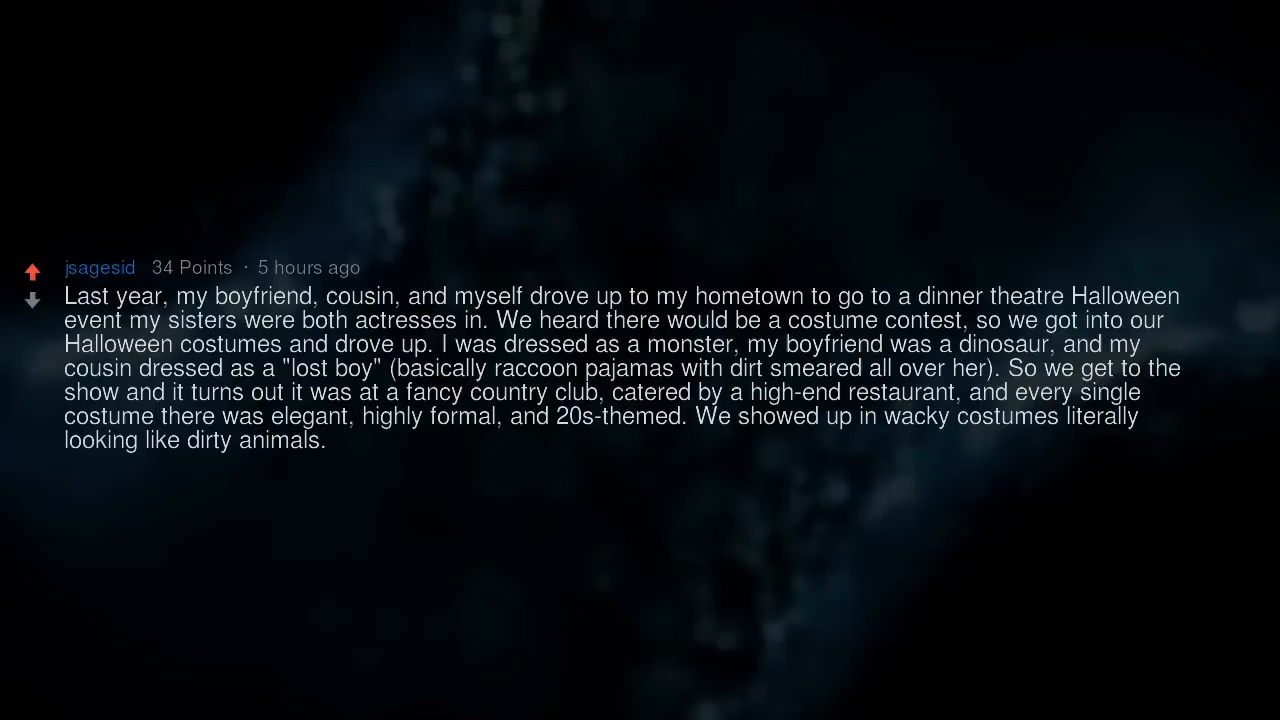 jsagesid 34 Points · 5 hours ago
Last year, my boyfriend, cousin, and myself drove up to my hometown to go to a dinner theatre Halloween
event my sisters were both actresses in. We heard there would be a costume contest, so we got into our
Halloween costumes and drove up. I was dressed as a monster, my boyfriend was a dinosaur, and my
cousin dressed as a "lost boy" (basically raccoon pajamas with dirt smeared all over her). So we get to the
show and it turns out it was at a fancy country club, catered by a high-end restaurant, and every single
costume there was elegant, highly formal, and 20s-themed. We showed up in wacky costumes literally
looking like dirty animals.